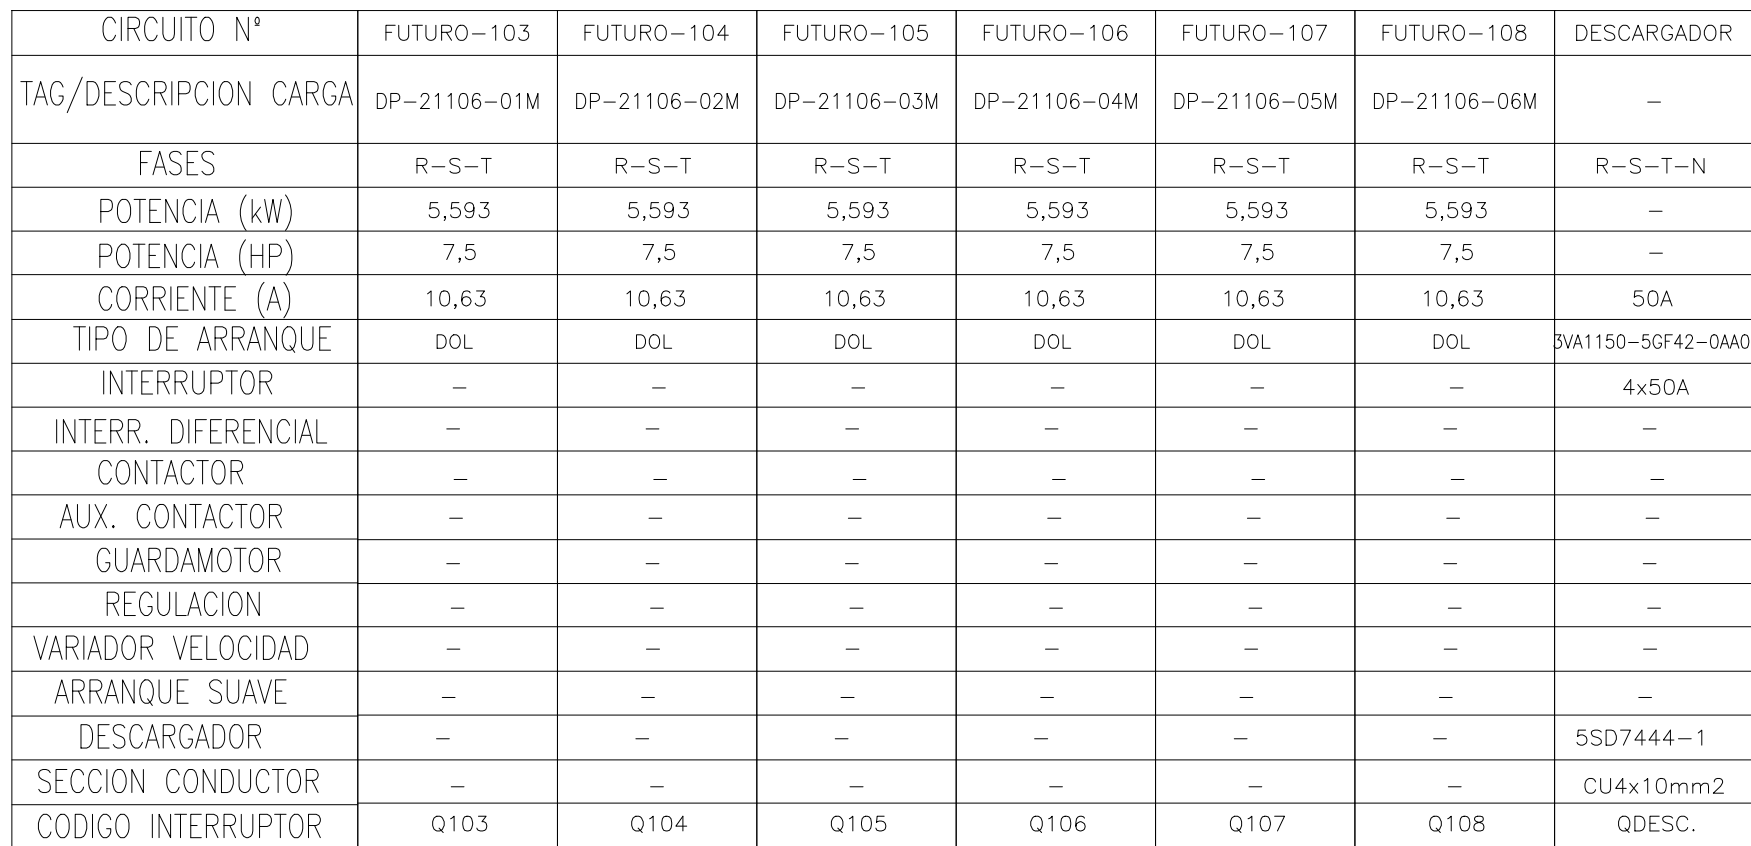 CIRCUITO Nº FUTURO-103 FUTURO-104 FUTURO-105 FUTURO-106 FUTURO-107 FUTURO-108 DESCARGADOR
TAG/DESCRIPCION CARGA DP-21106-01M DP-21106-02M DP-21106-03M DP-21106-04M DP-21106-05M DP-21106-06M -
FASES R-S-T R-S-T R-S-T R-S-T R-S-T R-S-T R-S-T-N
POTENCIA (kW) 5,593 5,593 5,593 5,593 5,593 5,593 -
POTENCIA (HP) 7,5 7,5 7,5 7,5 7,5 7,5 -
CORRIENTE (A) 10,63 10,63 10,63 10,63 10,63 10,63 50A
TIPO DE ARRANQUE DOL DOL DOL DOL DOL DOL 3VA1150-5GF42-0AA0
INTERRUPTOR - - - - - - 4x50A
INTERR. DIFERENCIAL - - - - - - -
CONTACTOR - - - - - - -
AUX. CONTACTOR - - - - - - -
GUARDAMOTOR - - - - - - -
REGULACION - - - - - - -
VARIADOR VELOCIDAD - - - - - - -
ARRANQUE SUAVE - - - - - - -
DESCARGADOR - - - - - - 5SD7444-1
SECCION CONDUCTOR - - - - - - CU4x10mm2
CODIGO INTERRUPTOR Q103 Q104 Q105 Q106 Q107 Q108 QDESC.